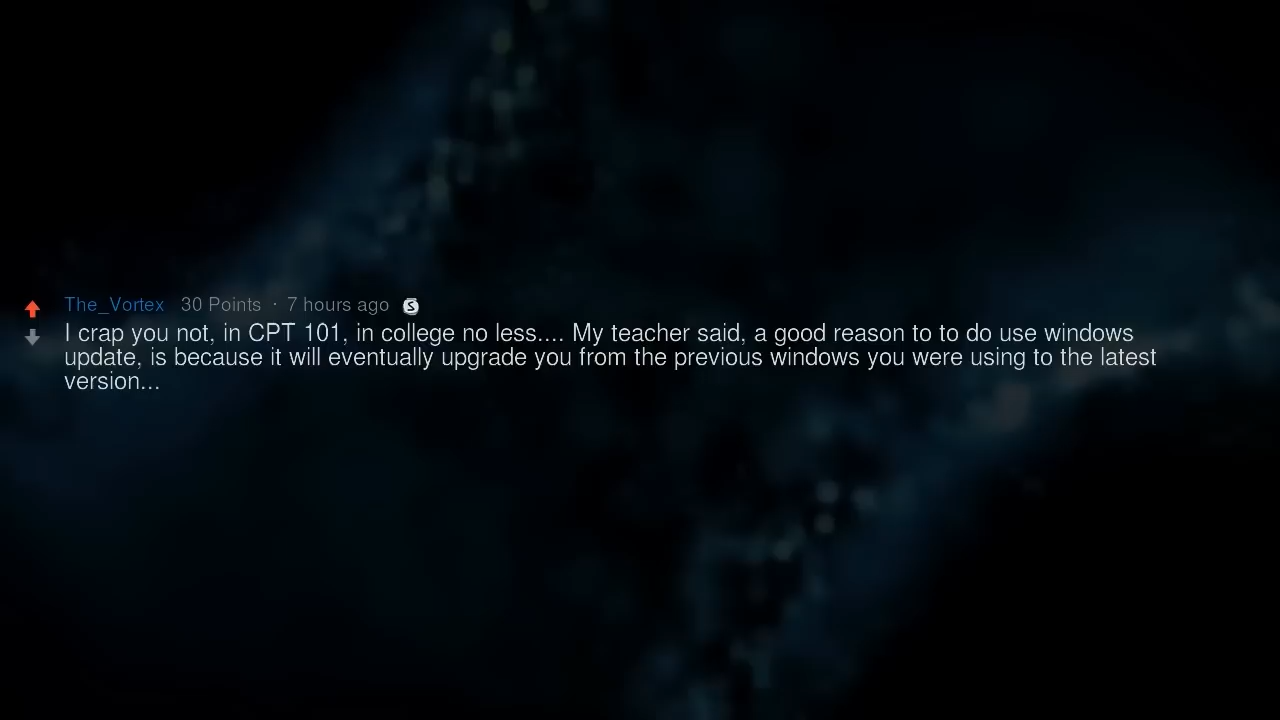 The_Vortex 30 Points · 7 hours ago S
I crap you not, in CPT 101, in college no less.... My teacher said, a good reason to to do use windows
update, is because it will eventually upgrade you from the previous windows you were using to the latest
version...